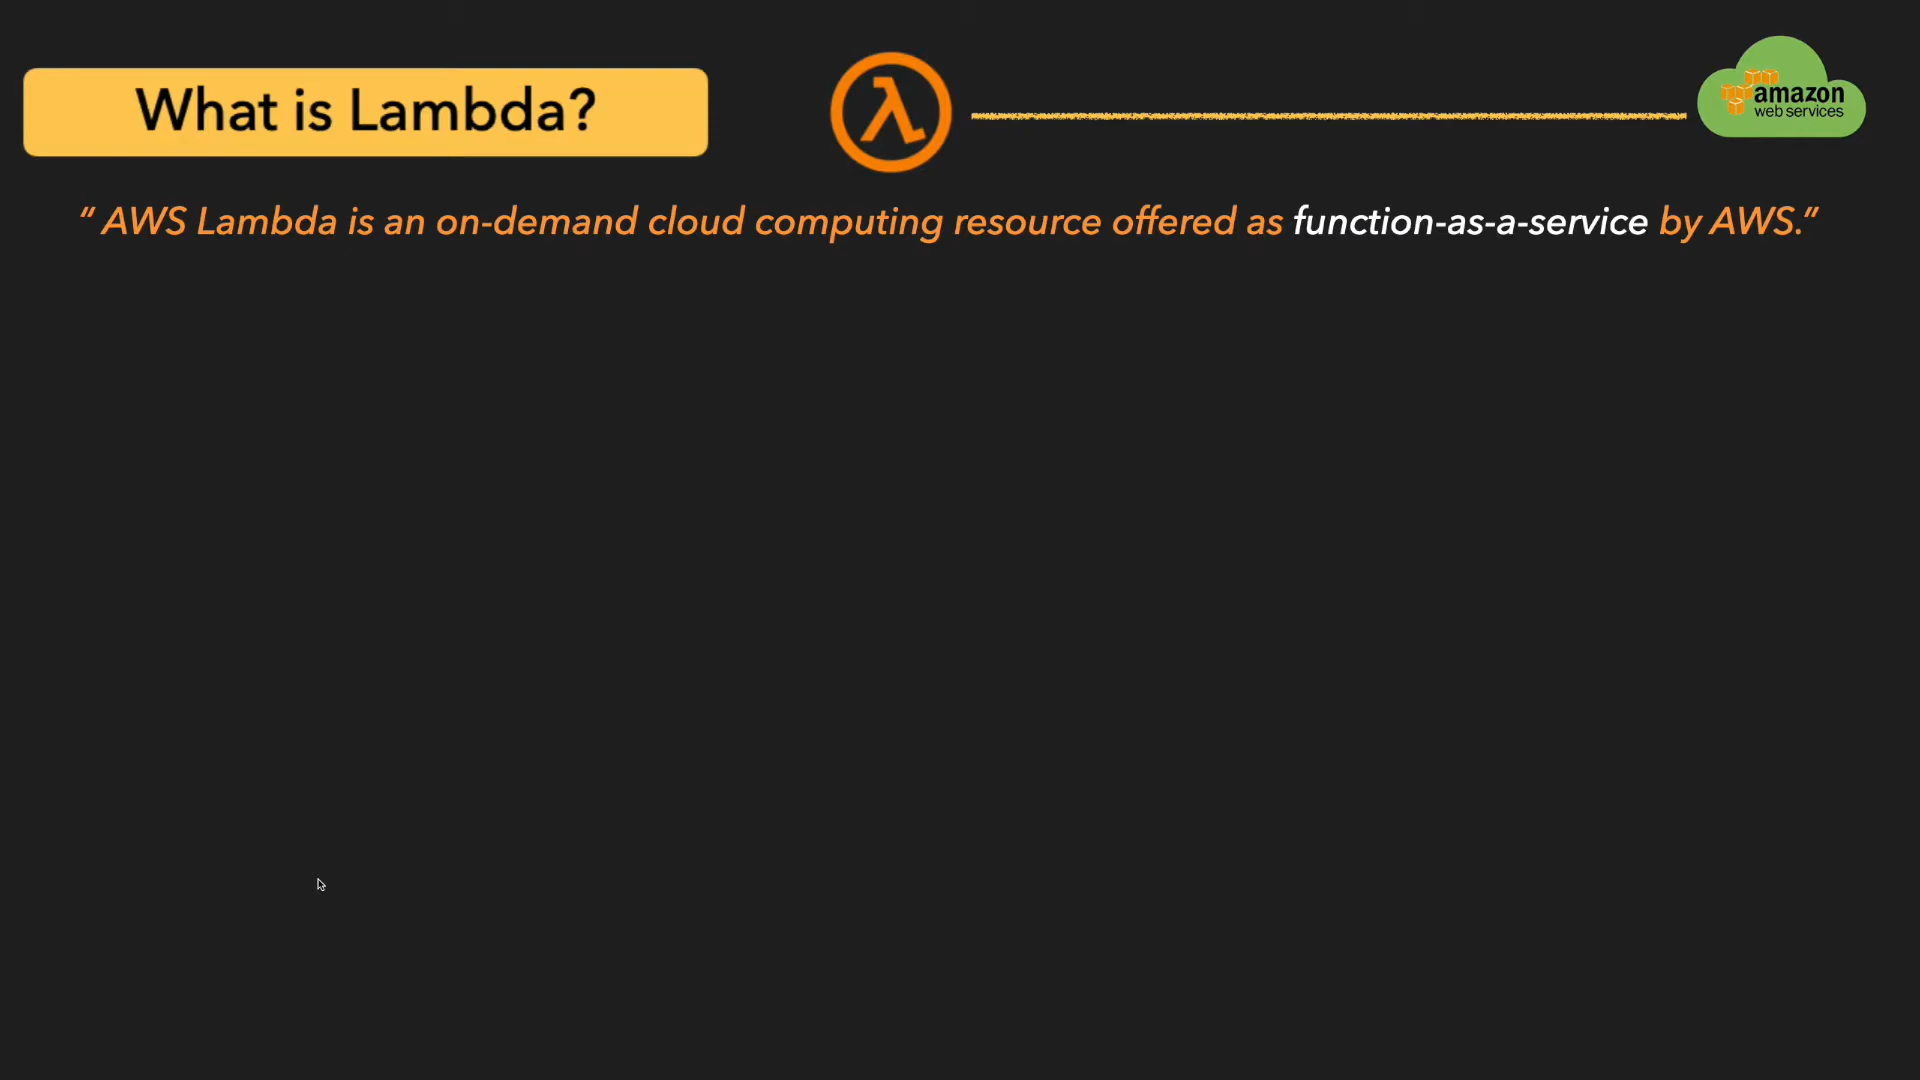 What is Lambda?
λ
amazon
web services
“ AWS Lambda is an on-demand cloud computing resource offered as function-as-a-service by AWS.”